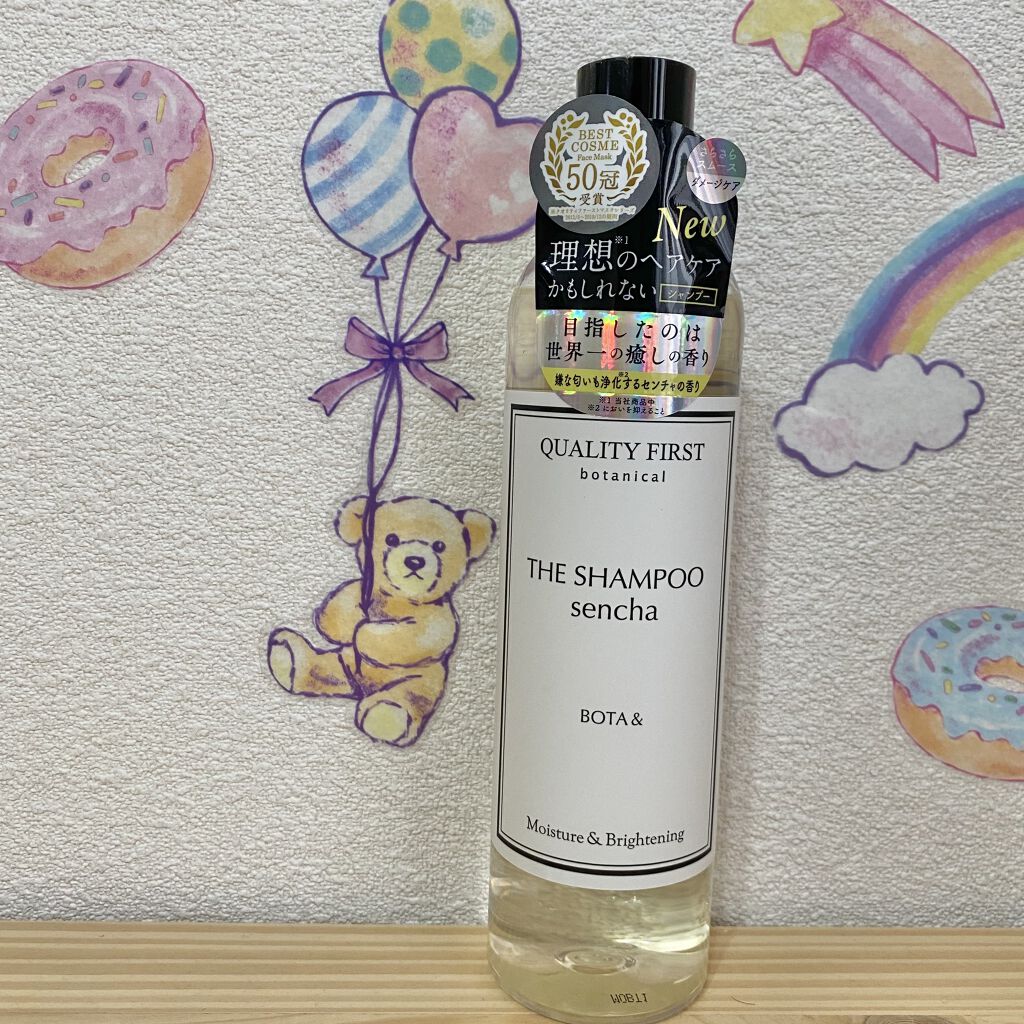 BEST
COSME
Face Mask
50冠
受賞
さらさら
スムース
ダメージケア
New
理想※1のヘアケア
かもしれない シャンプー
目指したのは
世界一の癒しの香り
嫌な匂いも浄化する※2センチャの香り
※1 当社商品中
※2 においを抑えること
QUALITY FIRST
botanical
THE SHAMPOO
sencha
BOTA &
Moisture & Brightening
W0BT1